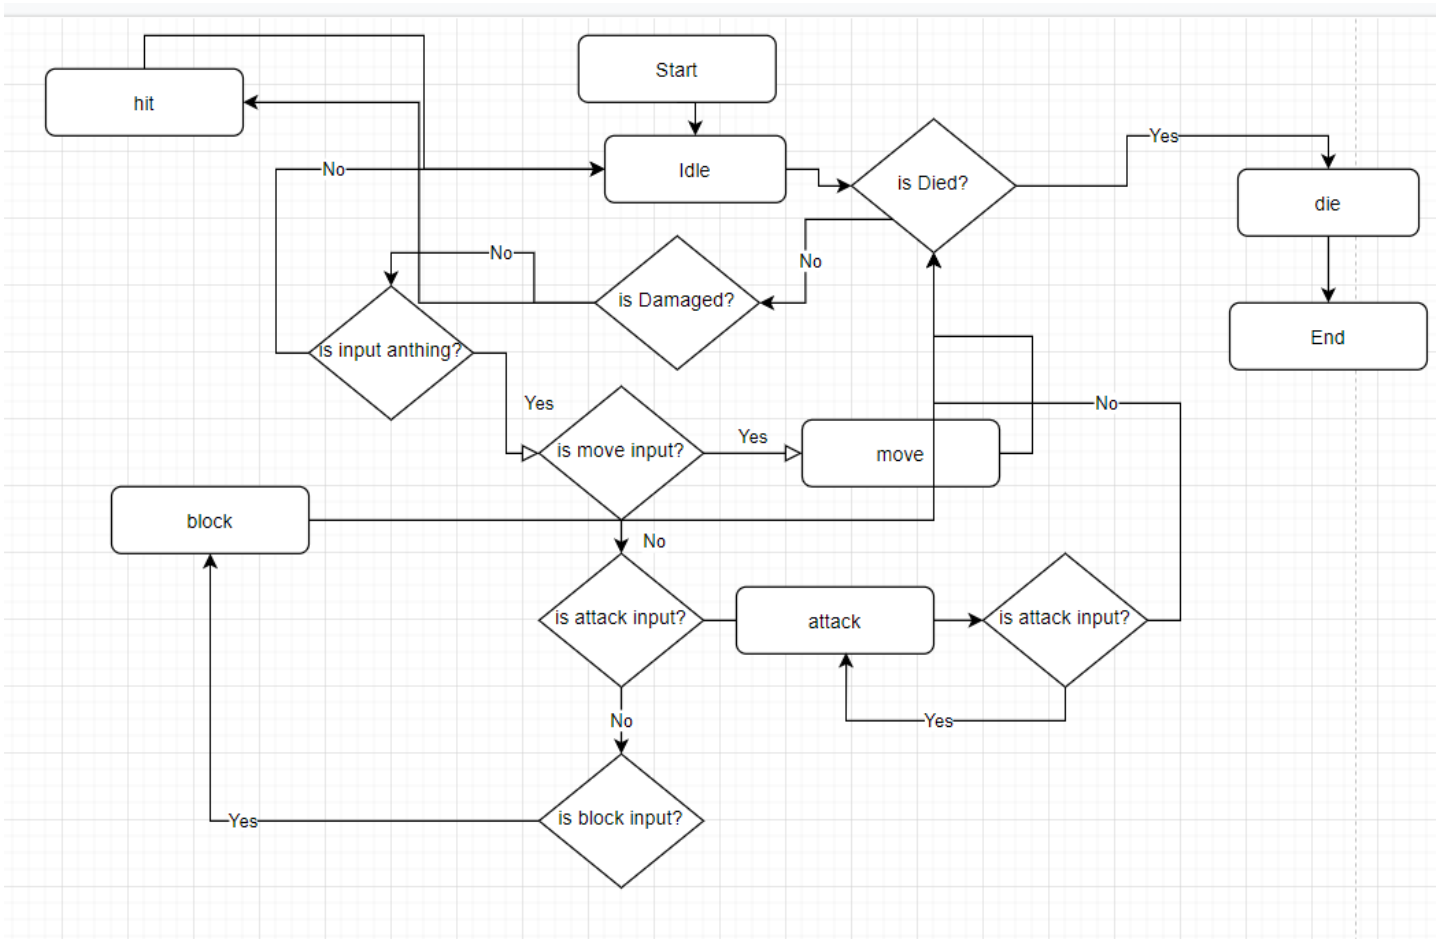 Start
hit
Yes
No
Idle
is Died?
die
No
No
is Damaged?
End
is input anthing?
Yes
No
is move input?
Yes
move
block
No
is attack input?
attack
is attack input?
No
Yes
is block input?
Yes